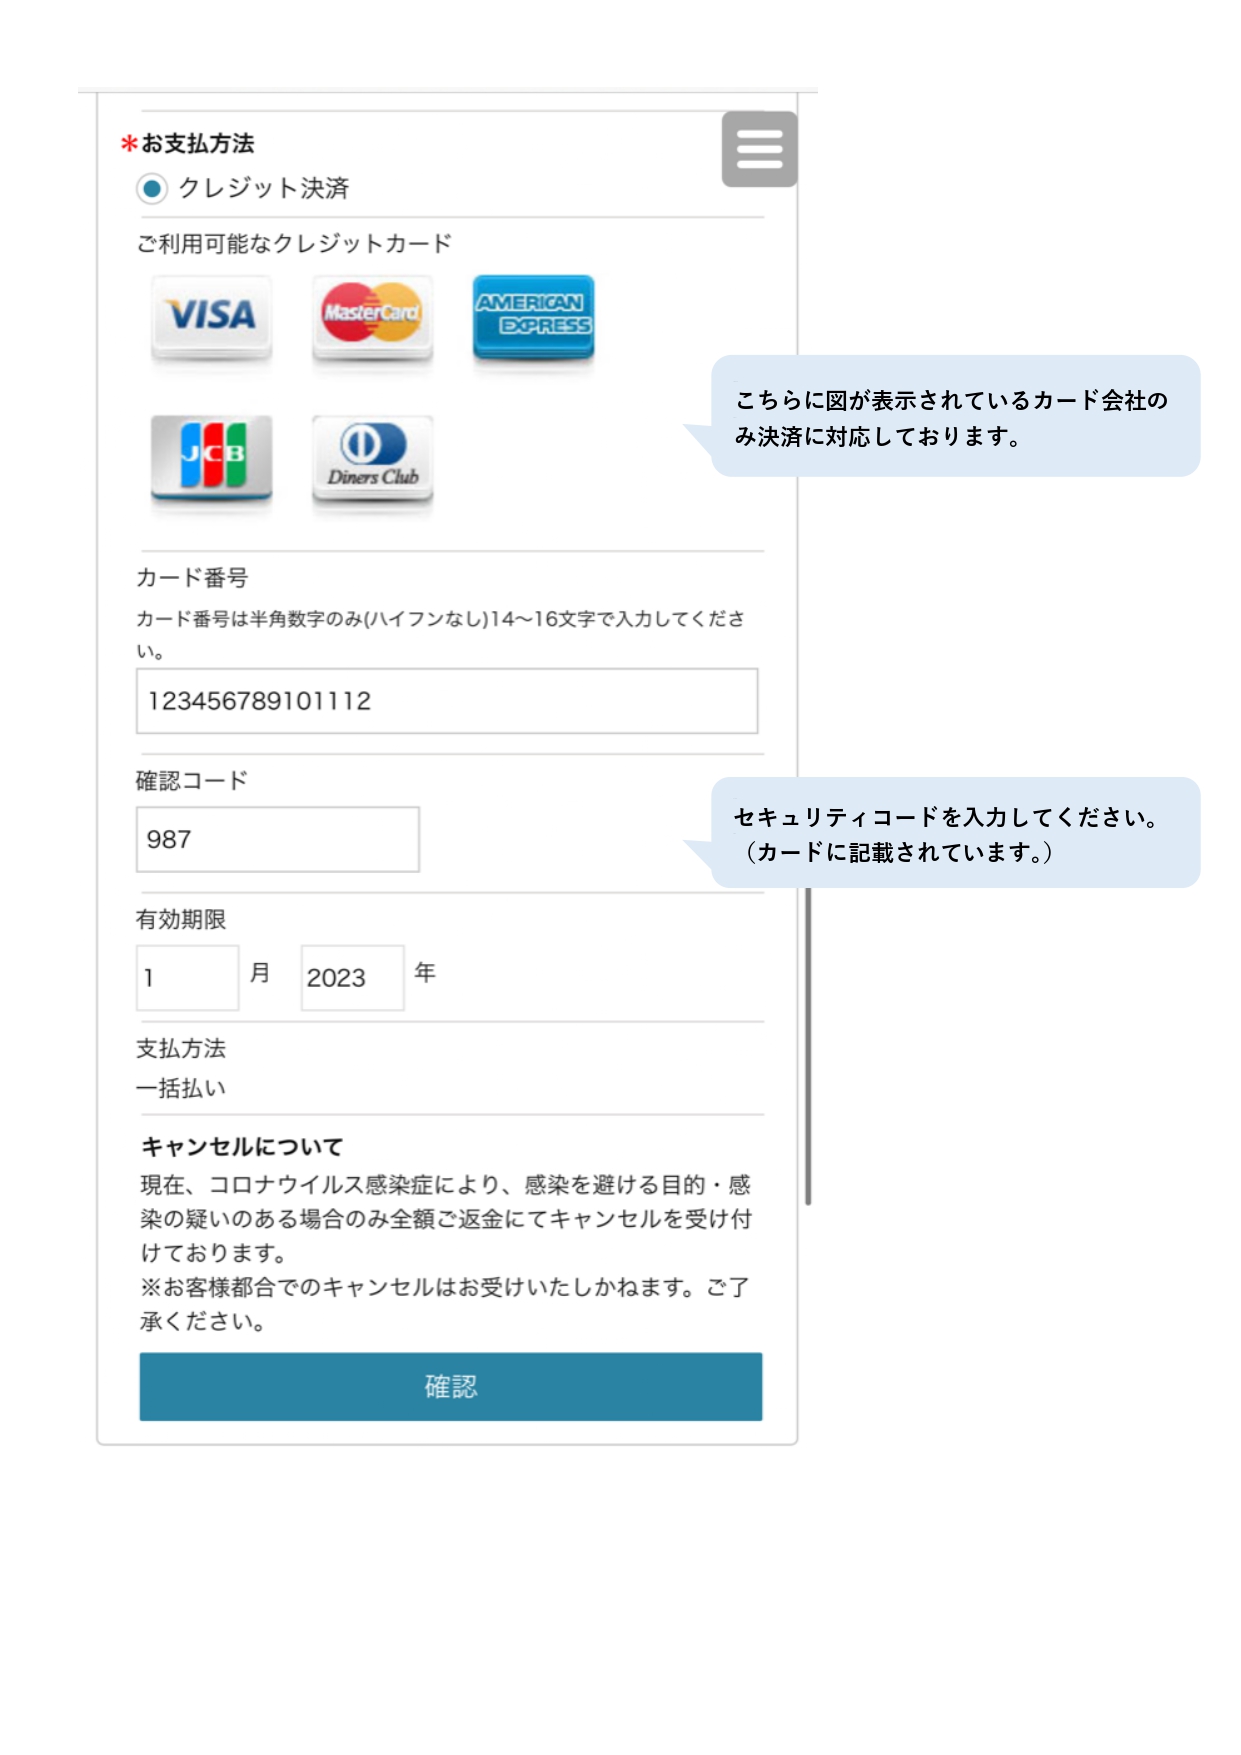 *お支払方法
クレジット決済
ご利用可能なクレジットカード
VISA
MasterCard
AMERICAN
EXPRESS
こちらに図が表示されているカード会社の
み決済に対応しております。
JCB
Diners Club
カード番号
カード番号は半角数字のみ(ハイフンなし)14〜16文字で入力してくださ
い。
123456789101112
確認コード
987
セキュリティコードを入力してください。
（カードに記載されています。）
有効期限
1 月 2023 年
支払方法
一括払い
キャンセルについて
現在、コロナウイルス感染症により、感染を避ける目的・感
染の疑いのある場合のみ全額ご返金にてキャンセルを受け付
けております。
※お客様都合でのキャンセルはお受けいたしかねます。ご了
承ください。
確認